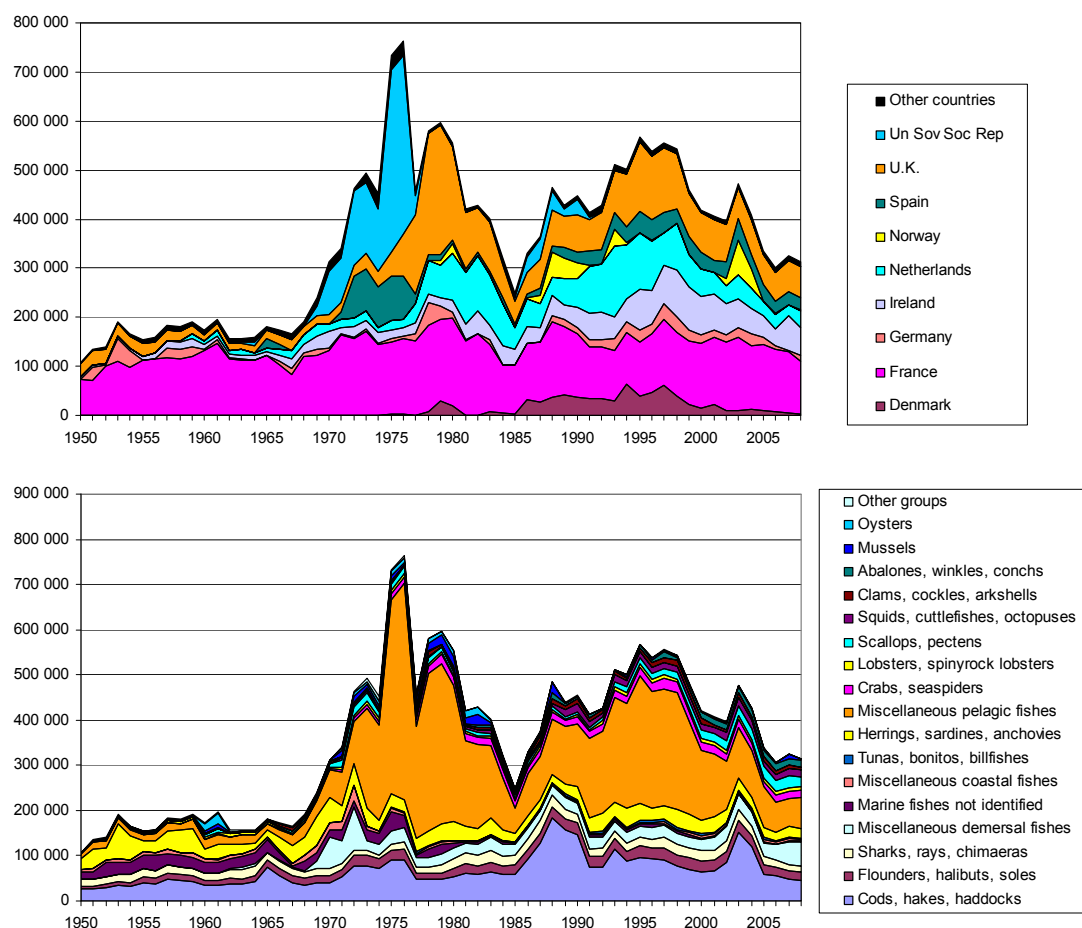 800 000
700 000
600 000
500 000
400 000
300 000
200 000
100 000
0
1950 1955 1960 1965 1970 1975 1980 1985 1990 1995 2000 2005
Other countries
Un Sov Soc Rep
U.K.
Spain
Norway
Netherlands
Ireland
Germany
France
Denmark
900 000
800 000
700 000
600 000
500 000
400 000
300 000
200 000
100 000
0
1950 1955 1960 1965 1970 1975 1980 1985 1990 1995 2000 2005
Other groups
Oysters
Mussels
Abalones, winkles, conchs
Clams, cockles, arkshells
Squids, cuttlefishes, octopuses
Scallops, pectens
Lobsters, spinyrock lobsters
Crabs, seaspiders
Miscellaneous pelagic fishes
Herrings, sardines, anchovies
Tunas, bonitos, billfishes
Miscellaneous coastal fishes
Marine fishes not identified
Miscellaneous demersal fishes
Sharks, rays, chimaeras
Flounders, halibuts, soles
Cods, hakes, haddocks